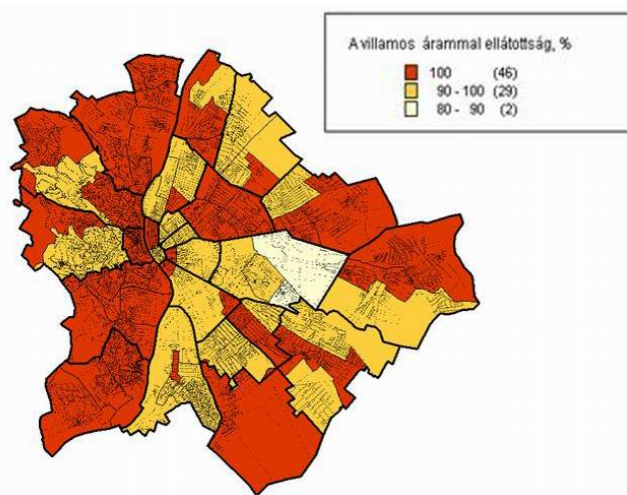 A villamos árammal ellátottság, %
100 (46)
90 - 100 (29)
80 - 90 (2)